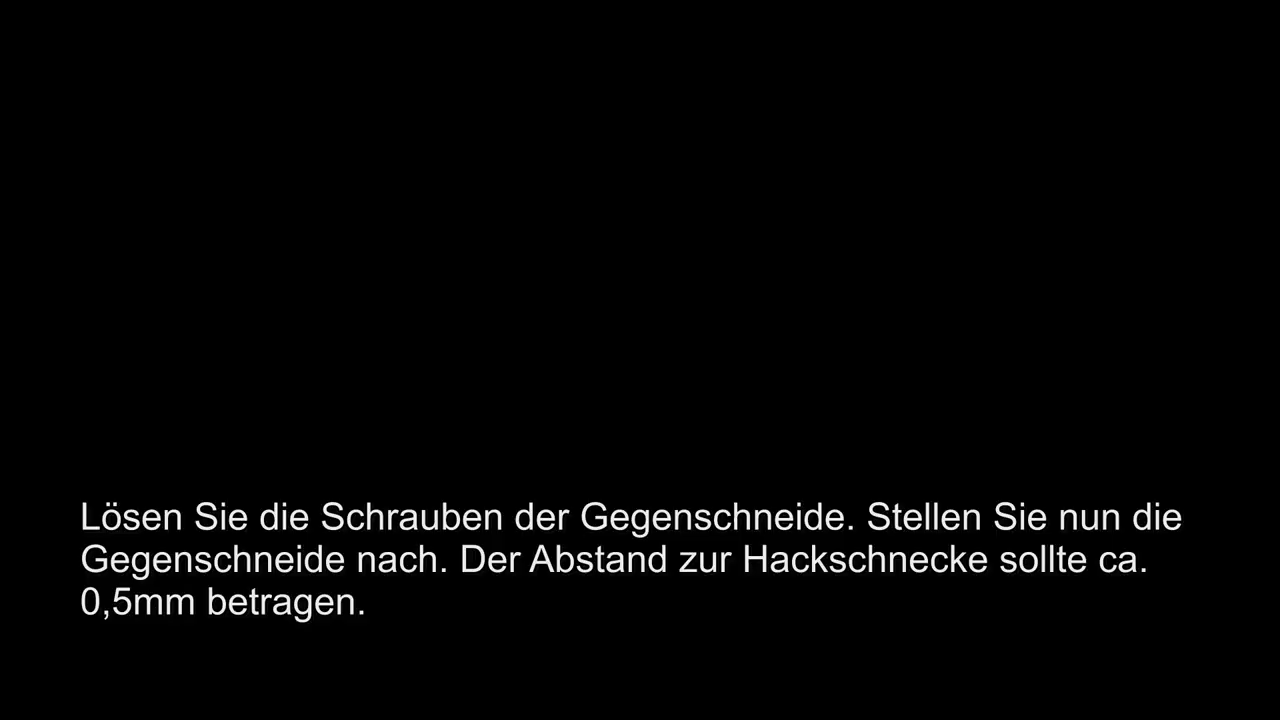 Lösen Sie die Schrauben der Gegenschneide. Stellen Sie nun die
Gegenschneide nach. Der Abstand zur Hackschnecke sollte ca.
0,5mm betragen.